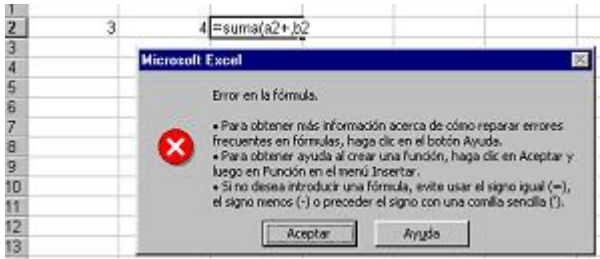 1
2 3 4 =suma(a2+,b2
3
Microsoft Excel
4
5
Error en la fórmula.
6
7
• Para obtener más información acerca de cómo reparar errores
frecuentes en fórmulas, haga clic en el botón Ayuda.
8
• Para obtener ayuda al crear una función, haga clic en Aceptar y
9
luego en Función en el menú Insertar.
10
• Si no desea introducir una fórmula, evite usar el signo igual (=),
11
el signo menos (-) o preceder el signo con una comilla sencilla (').
12
Aceptar Ayuda
13